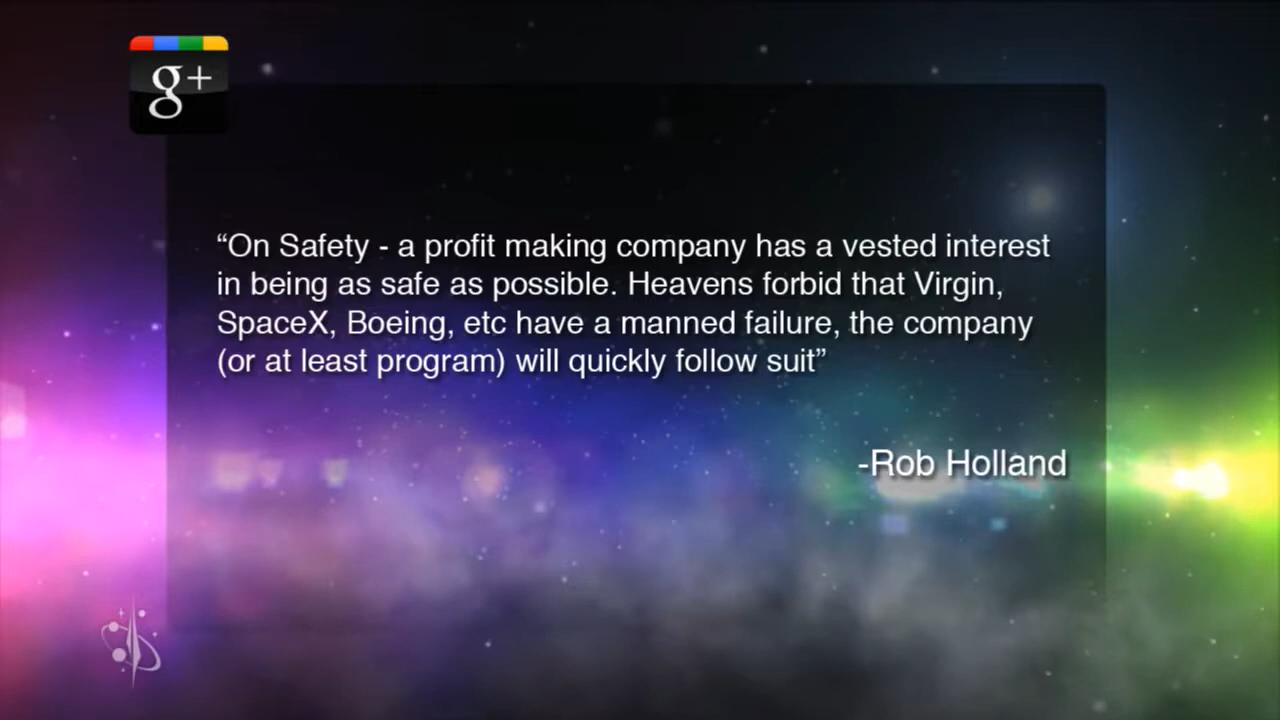 g+
“On Safety - a profit making company has a vested interest
in being as safe as possible. Heavens forbid that Virgin,
SpaceX, Boeing, etc have a manned failure, the company
(or at least program) will quickly follow suit”
-Rob Holland